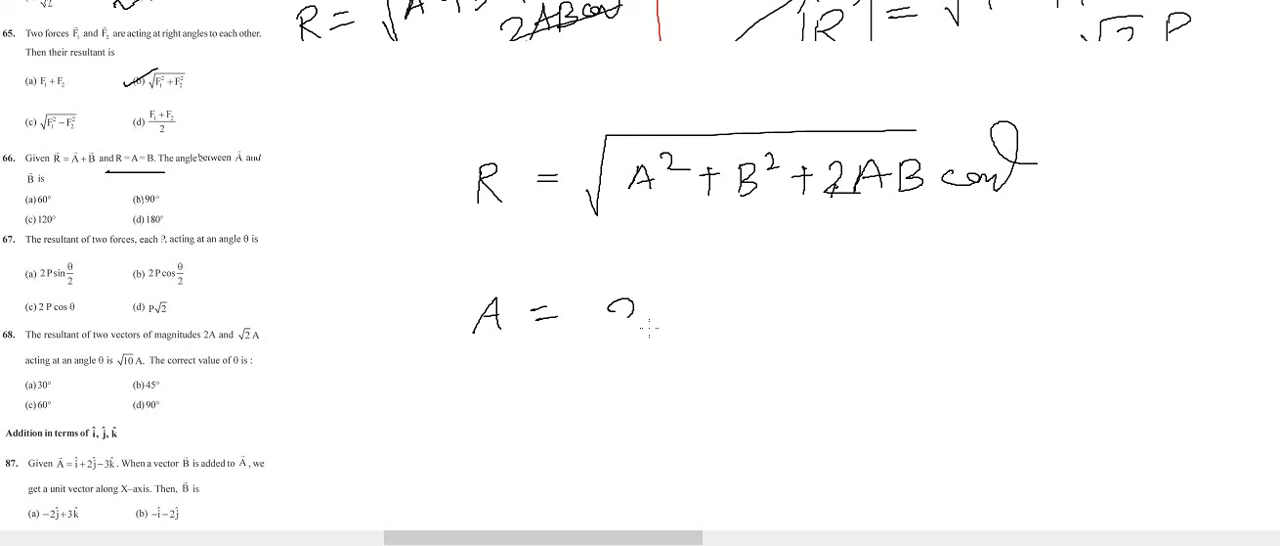 R =
2AB cos
|R| =
√2 P
65. Two forces F⃗₁ and F⃗₂ are acting at right angles to each other.
Then their resultant is
(a) F₁ + F₂ (b) √F₁² + F₂²
(c) √F₁² − F₂² (d) F₁ + F₂ / 2
66. Given R⃗ = A⃗ + B⃗ and R = A = B. The angle between A⃗ and
B⃗ is
(a) 60° (b) 90°
(c) 120° (d) 180°
67. The resultant of two forces, each P, acting at an angle θ is
(a) 2 P sin θ/2 (b) 2 P cos θ/2
(c) 2 P cos θ (d) P√2
68. The resultant of two vectors of magnitudes 2A and √2 A
acting at an angle θ is √10 A. The correct value of θ is :
(a) 30° (b) 45°
(c) 60° (d) 90°
Addition in terms of î, ĵ, k̂
87. Given A⃗ = î + 2ĵ − 3k̂. When a vector B⃗ is added to A⃗, we
get a unit vector along X–axis. Then, B⃗ is
(a) −2ĵ + 3k̂ (b) −î − 2ĵ
R = √A² + B² + 2AB cos
A =